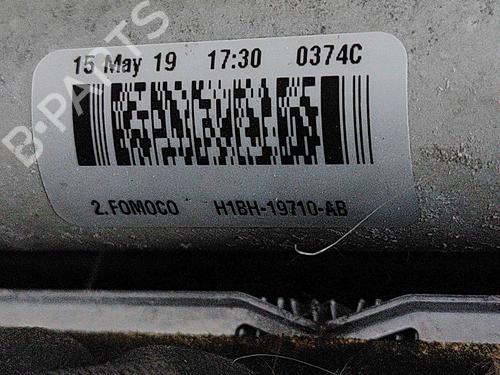 B-PARTS
15 May 19 17:30 0374C
2.FOMOCO H1BH-19710-AB